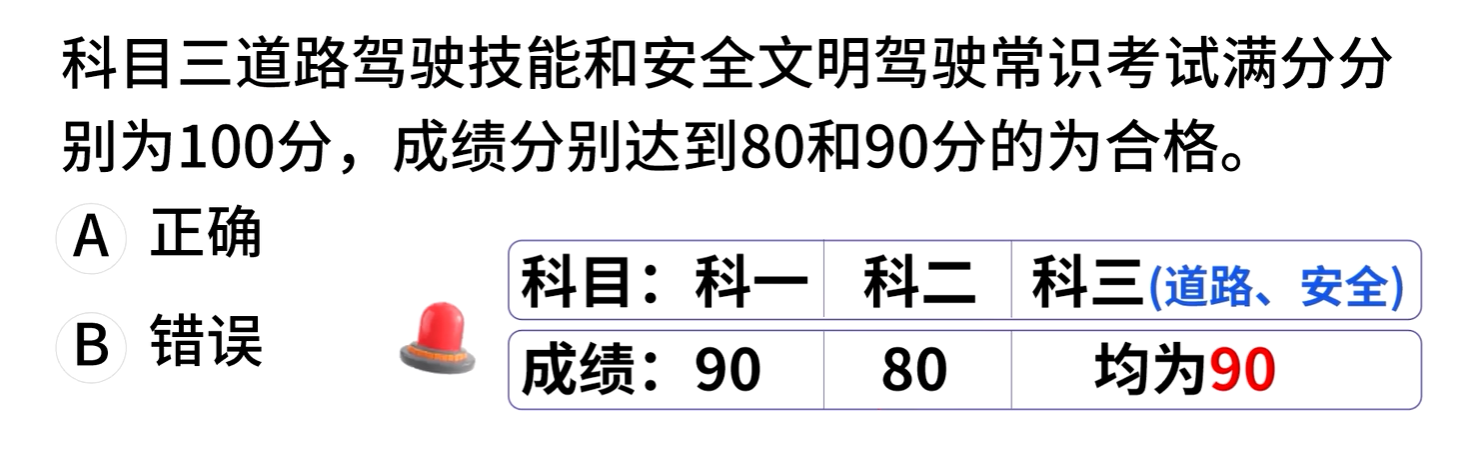 科目三道路驾驶技能和安全文明驾驶常识考试满分分
别为100分，成绩分别达到80和90分的为合格。
A 正确
B 错误
科目：科一 科二 科三(道路、安全)
成绩：90 80 均为90